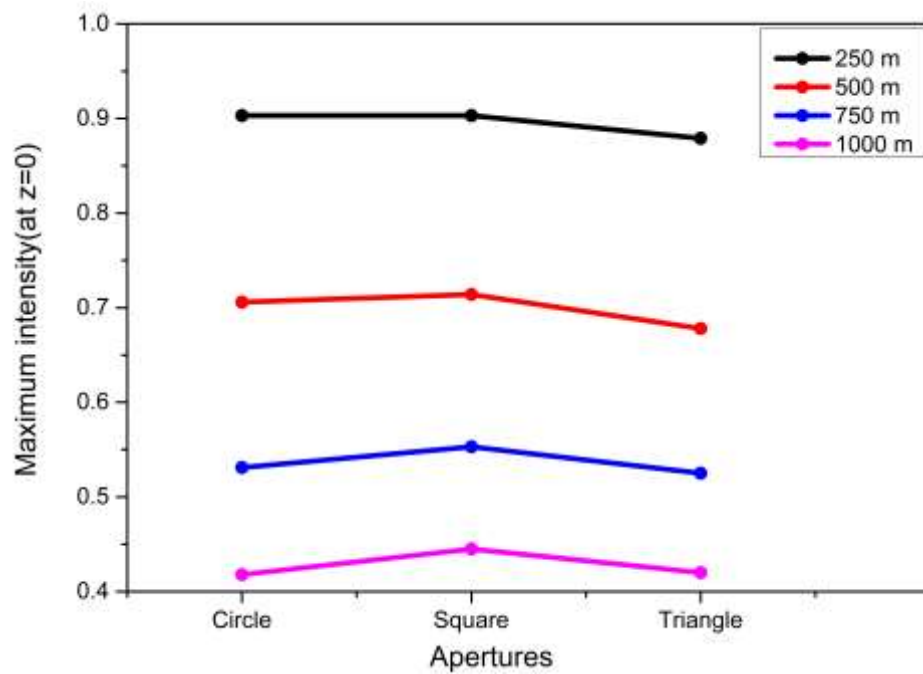 1.0
0.9
0.8
0.7
0.6
0.5
0.4
Maximum intensity(at z=0)
250 m
500 m
750 m
1000 m
Circle
Square
Triangle
Apertures